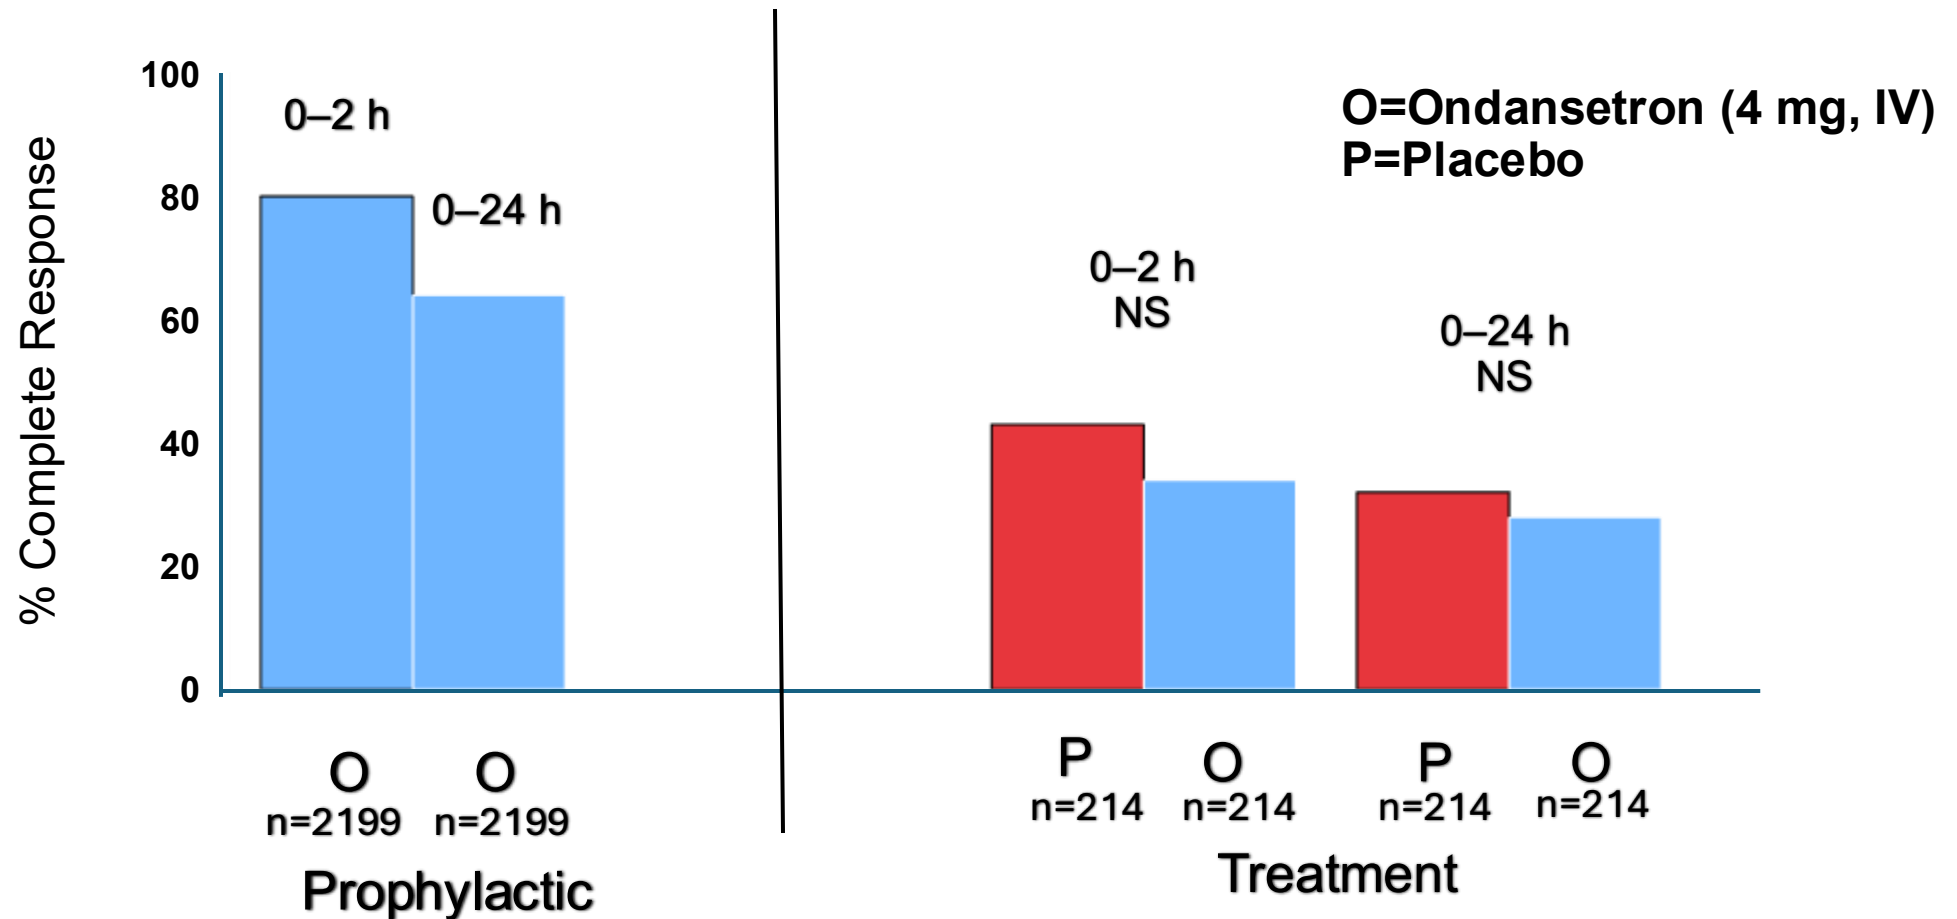 % Complete Response
100
80
60
40
20
0
0–2 h
0–24 h
O=Ondansetron (4 mg, IV)
P=Placebo
0–2 h
NS
0–24 h
NS
O O
n=2199 n=2199
Prophylactic
P O P O
n=214 n=214 n=214 n=214
Treatment